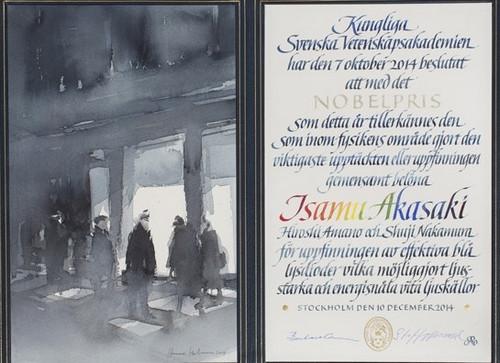 Kungliga
Svenska Vetenskapsakademien
har den 7 oktober 2014 beslutat
att med det
NOBELPRIS
som detta år tillerkännes den
som inom fysikens område gjort den
viktigaste upptäckten eller uppfinningen
gemensamt belöna
Isamu Akasaki
Hiroshi Amano och Shuji Nakamura
för uppfinningen av effektiva blå
lysdioder vilka möjliggjort ljus-
starka och energisnåla vita ljuskällor
STOCKHOLM DEN 10 DECEMBER 2014